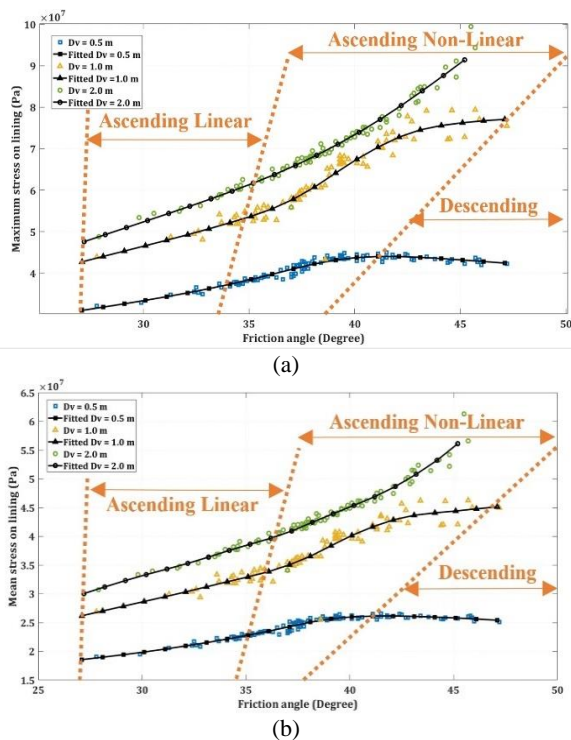 10 ×10⁷
Dv = 0.5 m
Fitted Dv = 0.5 m
Dv = 1.0 m
Fitted Dv =1.0 m
Dv = 2.0 m
Fitted Dv = 2.0 m
Ascending Non-Linear
Ascending Linear
Descending
Maximum stress on lining (Pa)
9
8
7
6
5
4
30 35 40 45 50
Friction angle (Degree)
(a)
×10⁷
6.5
Dv = 0.5 m
Fitted Dv = 0.5 m
Dv = 1.0 m
Fitted Dv = 1.0 m
Dv = 2.0 m
Fitted Dv = 2.0 m
Ascending Non-Linear
Ascending Linear
Descending
Mean stress on lining (Pa)
6
5.5
5
4.5
4
3.5
3
2.5
2
1.5
25 30 35 40 45 50
Friction angle (Degree)
(b)